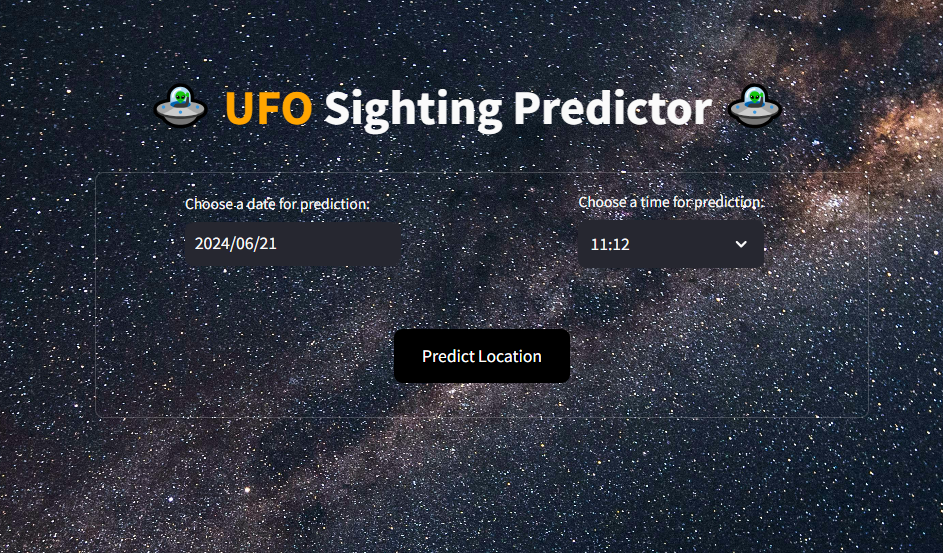 UFO Sighting Predictor
Choose a date for prediction:
Choose a time for prediction:
2024/06/21
11:12
Predict Location